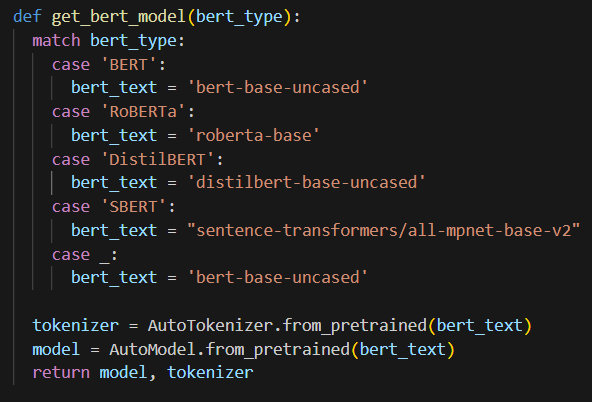 def get_bert_model(bert_type):
  match bert_type:
    case 'BERT':
      bert_text = 'bert-base-uncased'
    case 'RoBERTa':
      bert_text = 'roberta-base'
    case 'DistilBERT':
      bert_text = 'distilbert-base-uncased'
    case 'SBERT':
      bert_text = "sentence-transformers/all-mpnet-base-v2"
    case _:
      bert_text = 'bert-base-uncased'

  tokenizer = AutoTokenizer.from_pretrained(bert_text)
  model = AutoModel.from_pretrained(bert_text)
  return model, tokenizer